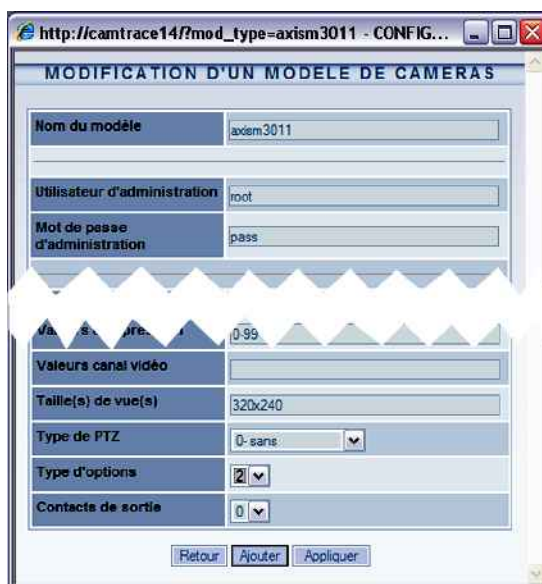 http://camtrace14/?mod_type=axism3011 - CONFIG...
MODIFICATION D'UN MODELE DE CAMERAS
Nom du modèle axism3011
Utilisateur d'administration root
Mot de passe d'administration pass
0-99
Valeurs canal vidéo
Taille(s) de vue(s) 320x240
Type de PTZ 0- sans
Type d'options 2
Contacts de sortie 0
Retour Ajouter Appliquer